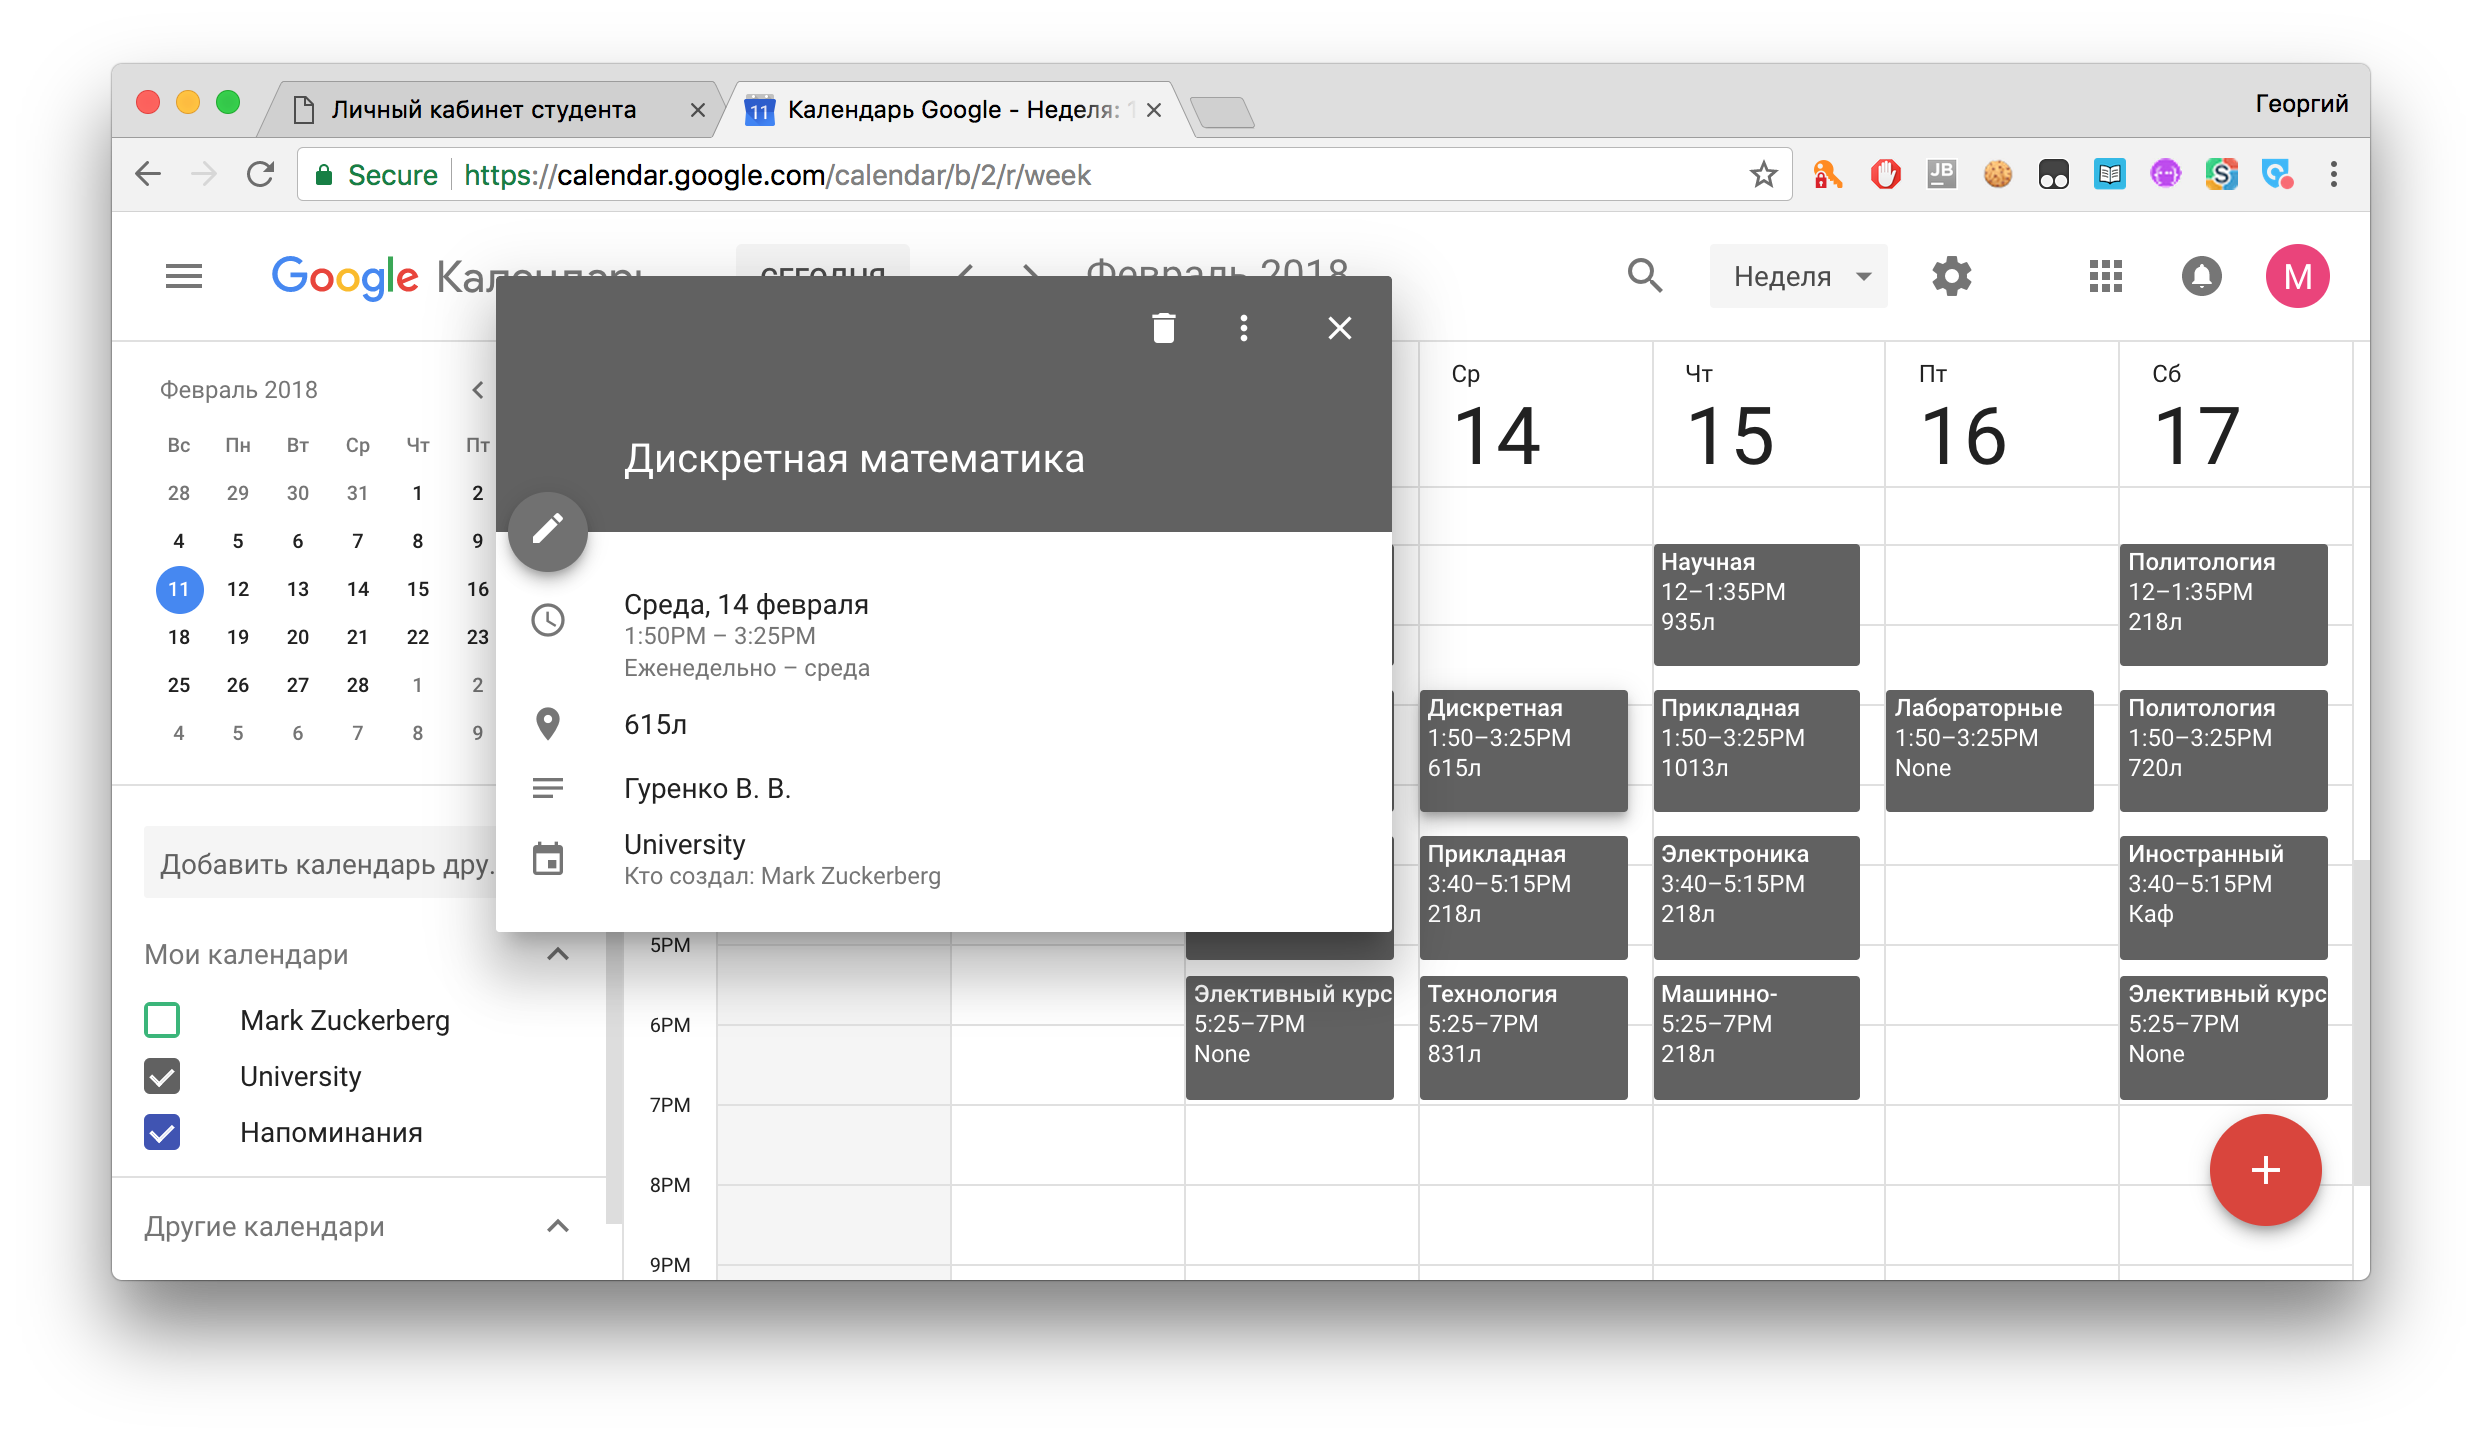 Личный кабинет студента
Календарь Google - Неделя: 1
Георгий
Secure
https://calendar.google.com/calendar/b/2/r/week
Google Календарь
СЕГОДНЯ
Февраль 2018
Неделя
M
Февраль 2018
Вс Пн Вт Ср Чт Пт
28 29 30 31 1 2
4 5 6 7 8 9
11 12 13 14 15 16
18 19 20 21 22 23
25 26 27 28 1 2
4 5 6 7 8 9
Добавить календарь дру...
Мои календари
Mark Zuckerberg
University
Напоминания
Другие календари
Дискретная математика
Среда, 14 февраля
1:50PM – 3:25PM
Еженедельно – среда
615л
Гуренко В. В.
University
Кто создал: Mark Zuckerberg
5PM
6PM
7PM
8PM
9PM
Элективный курс
5:25–7PM
None
Ср
14
Дискретная
1:50–3:25PM
615л
Прикладная
3:40–5:15PM
218л
Технология
5:25–7PM
831л
Чт
15
Научная
12–1:35PM
935л
Прикладная
1:50–3:25PM
1013л
Электроника
3:40–5:15PM
218л
Машинно-
5:25–7PM
218л
Пт
16
Лабораторные
1:50–3:25PM
None
Сб
17
Политология
12–1:35PM
218л
Политология
1:50–3:25PM
720л
Иностранный
3:40–5:15PM
Каф
Элективный курс
5:25–7PM
None